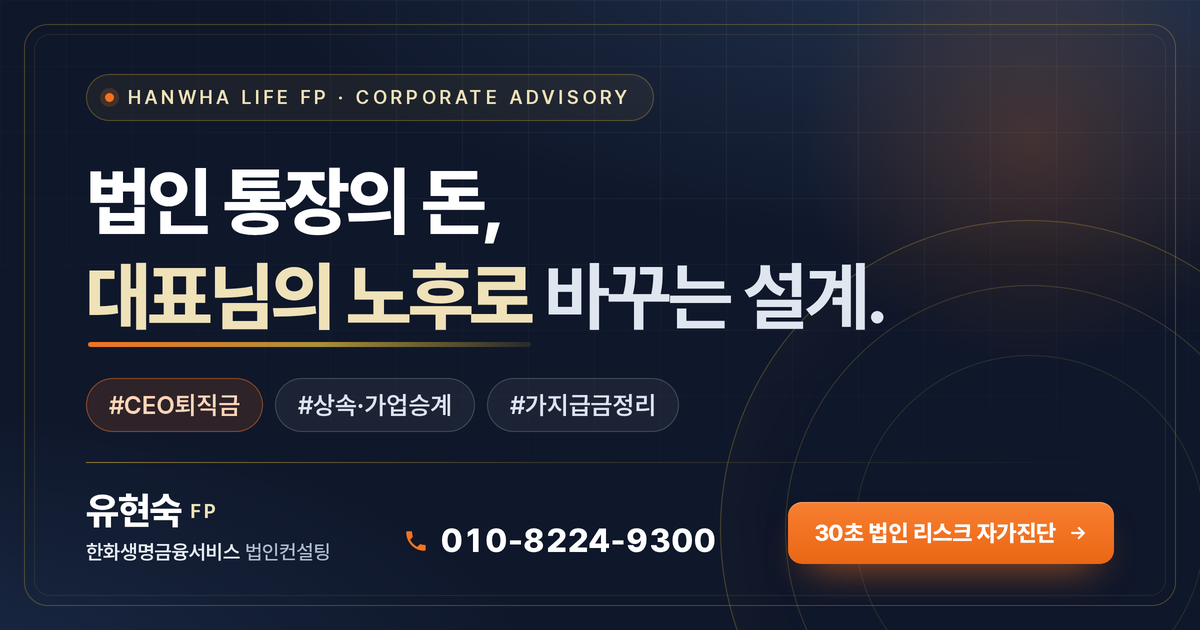 HANWHA LIFE FP · CORPORATE ADVISORY
법인 통장의 돈,
대표님의 노후로 바꾸는 설계.
#CEO퇴직금 #상속·가업승계 #가지급금정리
유현숙 FP
한화생명금융서비스 법인컨설팅
010-8224-9300
30초 법인 리스크 자가진단 →